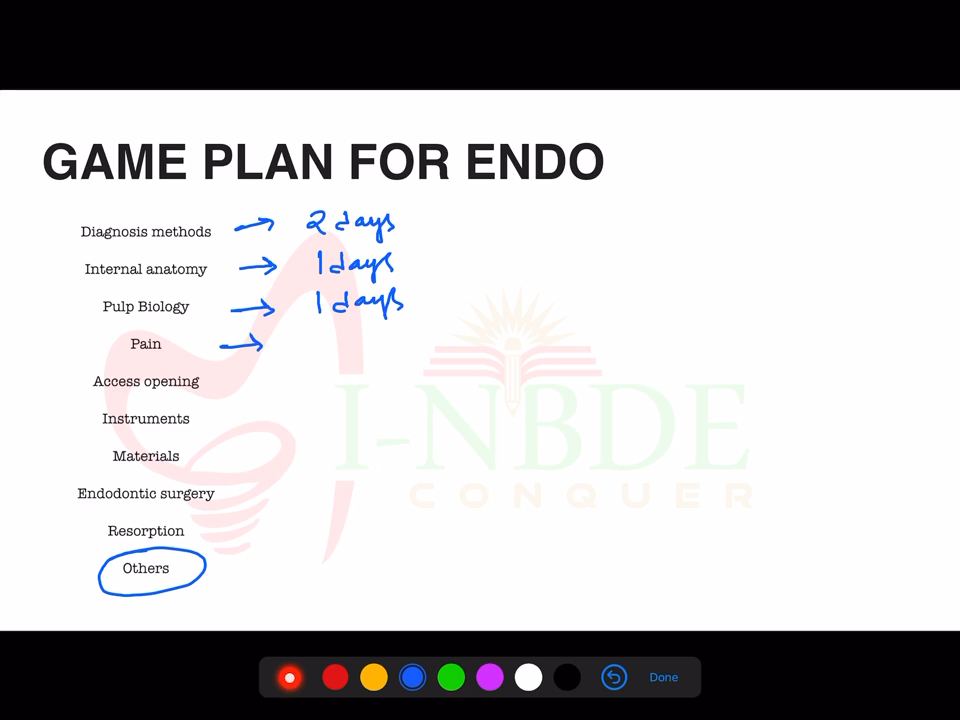 GAME PLAN FOR ENDO
Diagnosis methods → 2 days
Internal anatomy → 1 days
Pulp Biology → 1 days
Pain →
Access opening
Instruments
Materials
Endodontic surgery
Resorption
Others
I-NBDE
CONQUER
Done